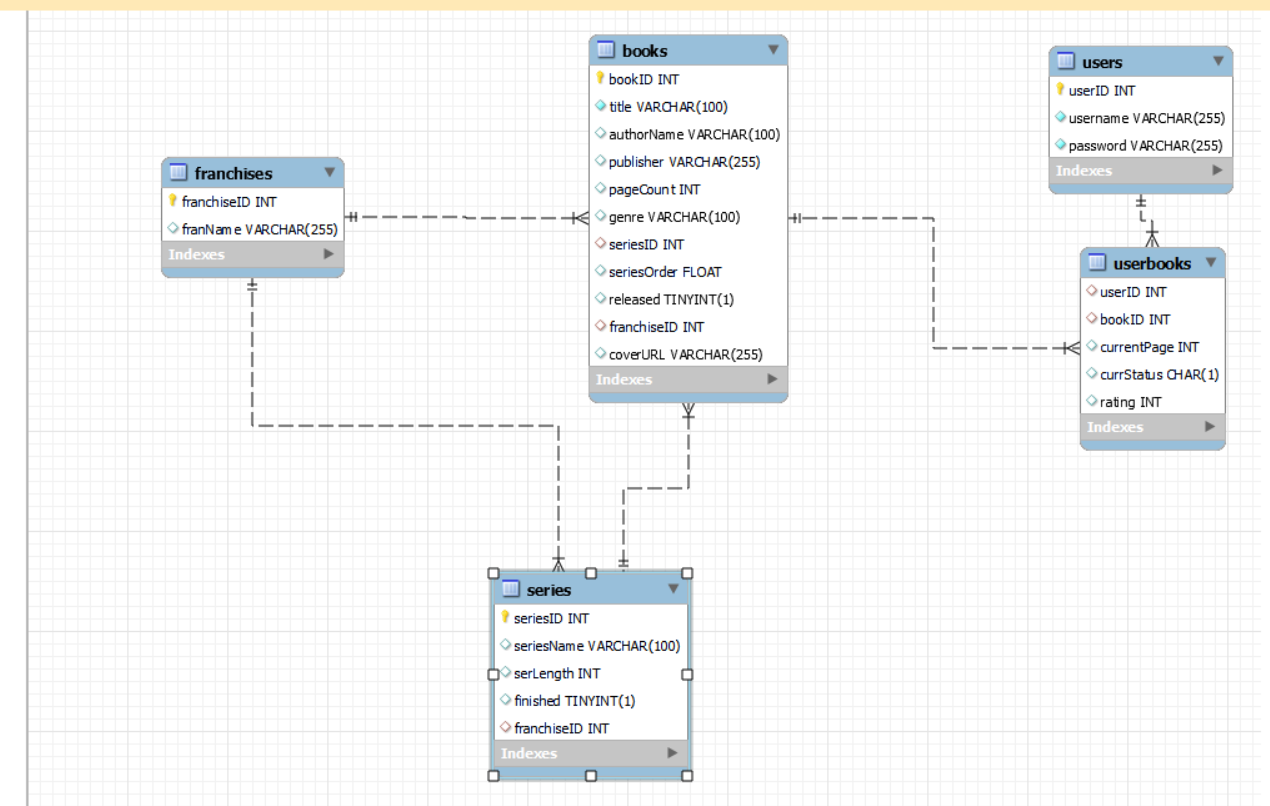 books
bookID INT
title VARCHAR(100)
authorName VARCHAR(100)
publisher VARCHAR(255)
pageCount INT
genre VARCHAR(100)
seriesID INT
seriesOrder FLOAT
released TINYINT(1)
franchiseID INT
coverURL VARCHAR(255)
Indexes
users
userID INT
username VARCHAR(255)
password VARCHAR(255)
Indexes
franchises
franchiseID INT
franName VARCHAR(255)
Indexes
userbooks
userID INT
bookID INT
currentPage INT
currStatus CHAR(1)
rating INT
Indexes
series
seriesID INT
seriesName VARCHAR(100)
serLength INT
finished TINYINT(1)
franchiseID INT
Indexes